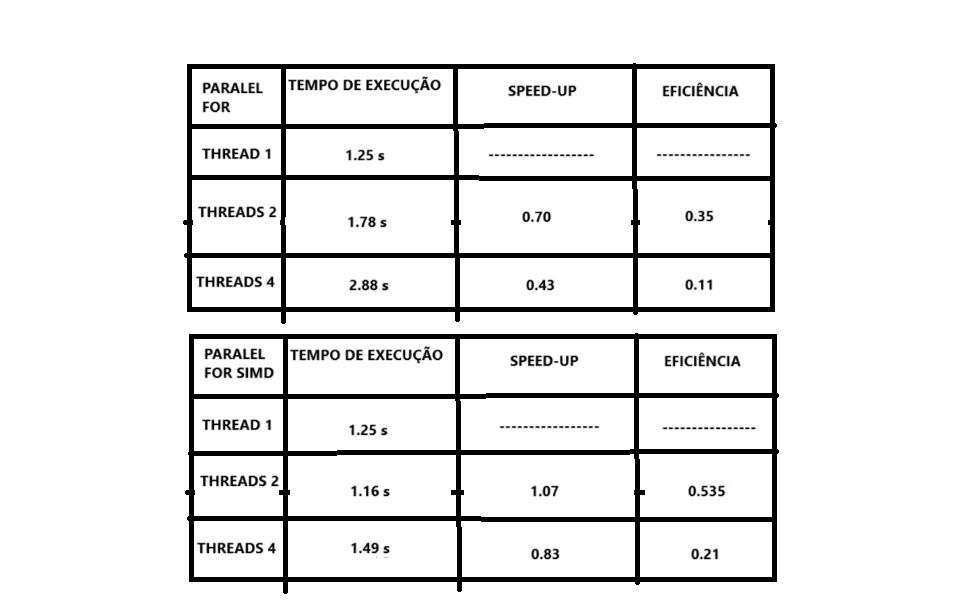 PARALEL
FOR
TEMPO DE EXECUÇÃO
SPEED-UP
EFICIÊNCIA
THREAD 1
1.25 s
------------------
----------------
THREADS 2
1.78 s
0.70
0.35
THREADS 4
2.88 s
0.43
0.11
PARALEL
FOR SIMD
TEMPO DE EXECUÇÃO
SPEED-UP
EFICIÊNCIA
THREAD 1
1.25 s
-----------------
----------------
THREADS 2
1.16 s
1.07
0.535
THREADS 4
1.49 s
0.83
0.21